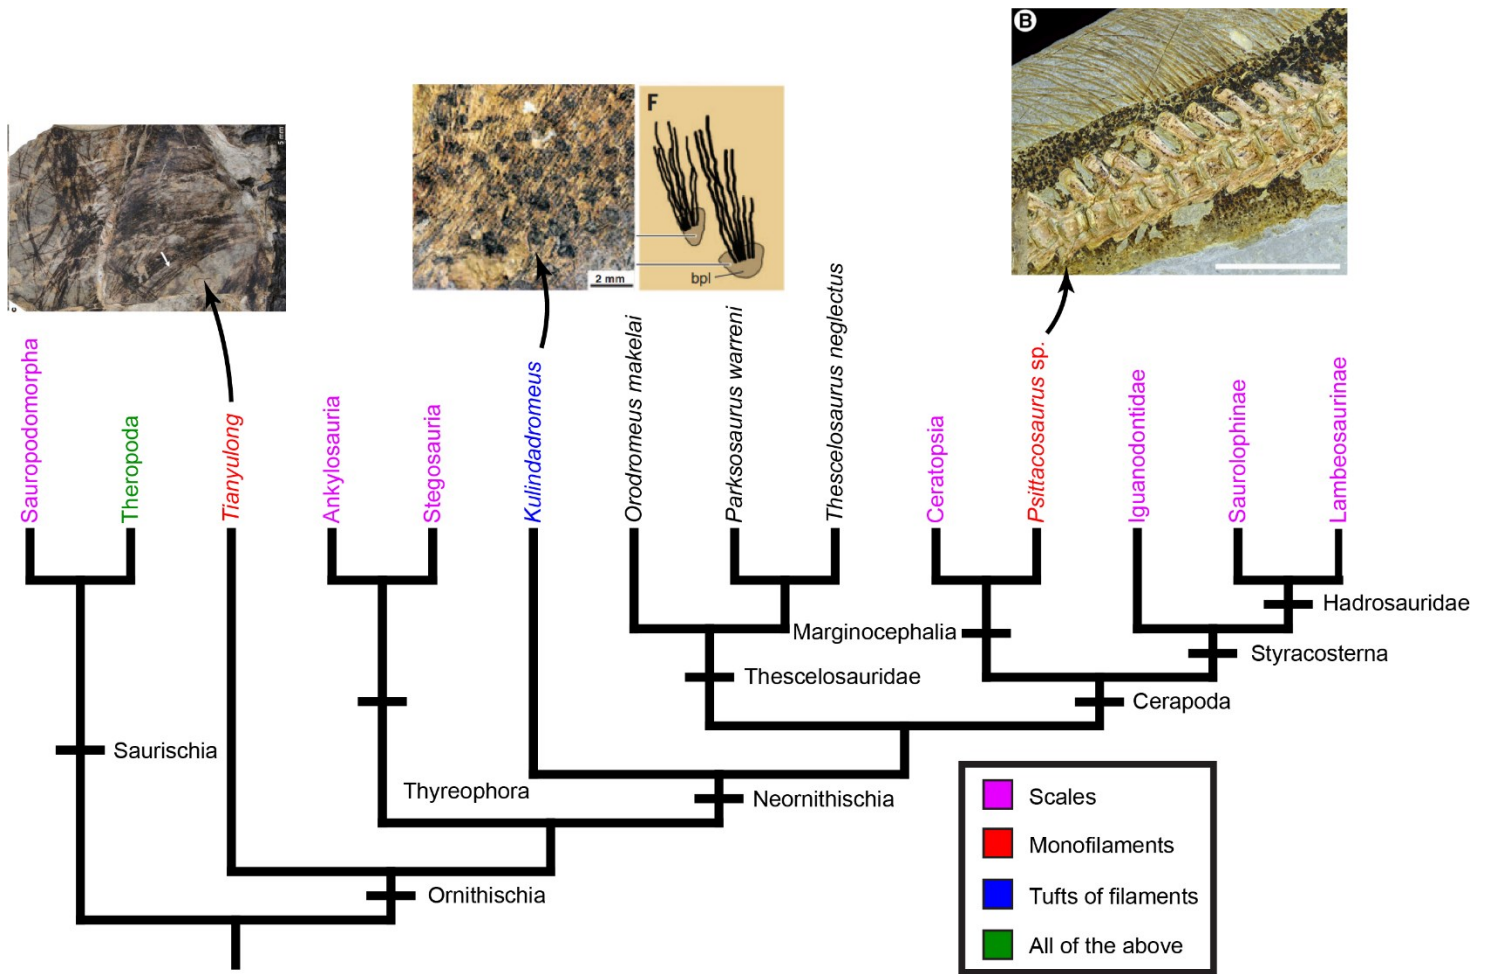 B
5 mm
F
2 mm
bpl
Sauropodomorpha
Theropoda
Tianyulong
Ankylosauria
Stegosauria
Kulindadromeus
Orodromeus makelai
Parksosaurus warreni
Thescelosaurus neglectus
Ceratopsia
Psittacosaurus sp.
Iguanodontidae
Saurolophinae
Lambeosaurinae
Hadrosauridae
Marginocephalia
Styracosterna
Thescelosauridae
Cerapoda
Saurischia
Thyreophora
Neornithischia
Ornithischia
Scales
Monofilaments
Tufts of filaments
All of the above